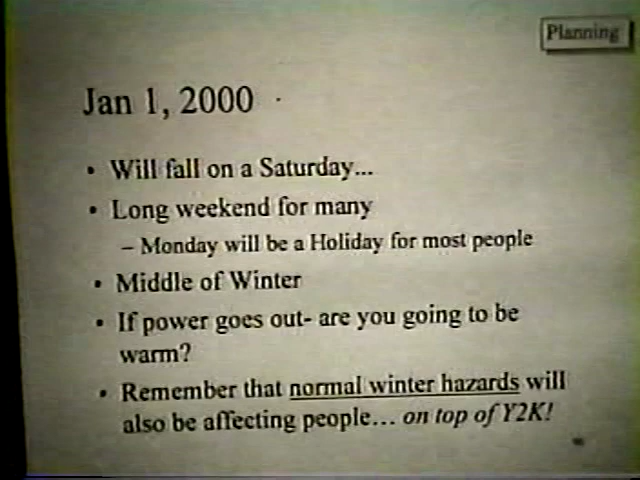 Planning
Jan 1, 2000
• Will fall on a Saturday...
• Long weekend for many
– Monday will be a Holiday for most people
• Middle of Winter
• If power goes out- are you going to be
warm?
• Remember that normal winter hazards will
also be affecting people... on top of Y2K!